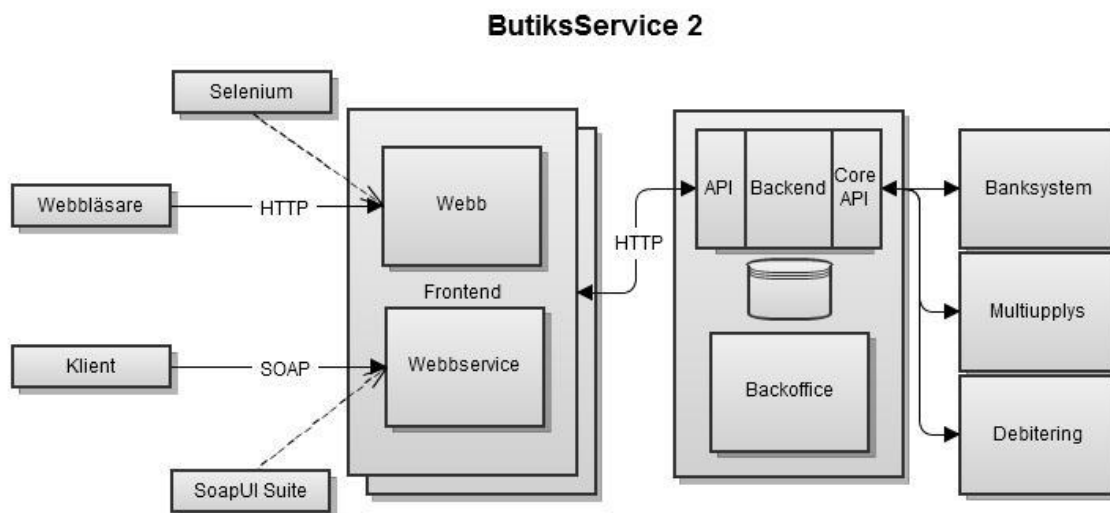 ButiksService 2
Selenium
Webbläsare
HTTP
Webb
Frontend
Klient
SOAP
Webbservice
SoapUI Suite
HTTP
API
Backend
Core
API
Backoffice
Banksystem
Multiupplys
Debitering